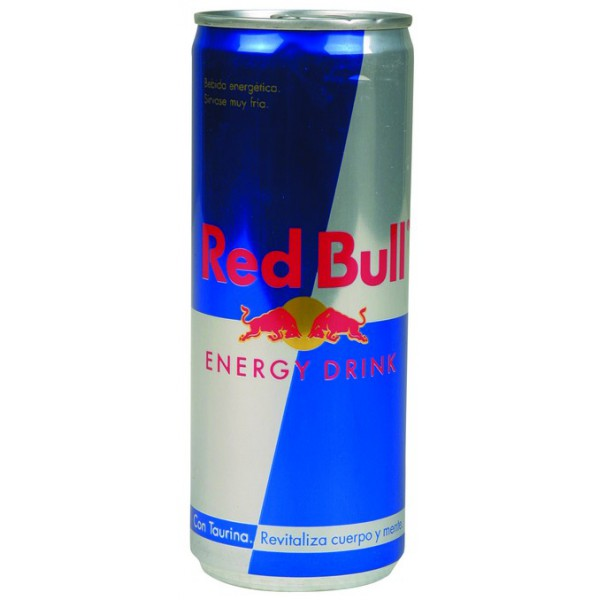 Bebida energética.
Sírvase muy fría.
Red Bull
ENERGY DRINK
Con Taurina. Revitaliza cuerpo y mente.